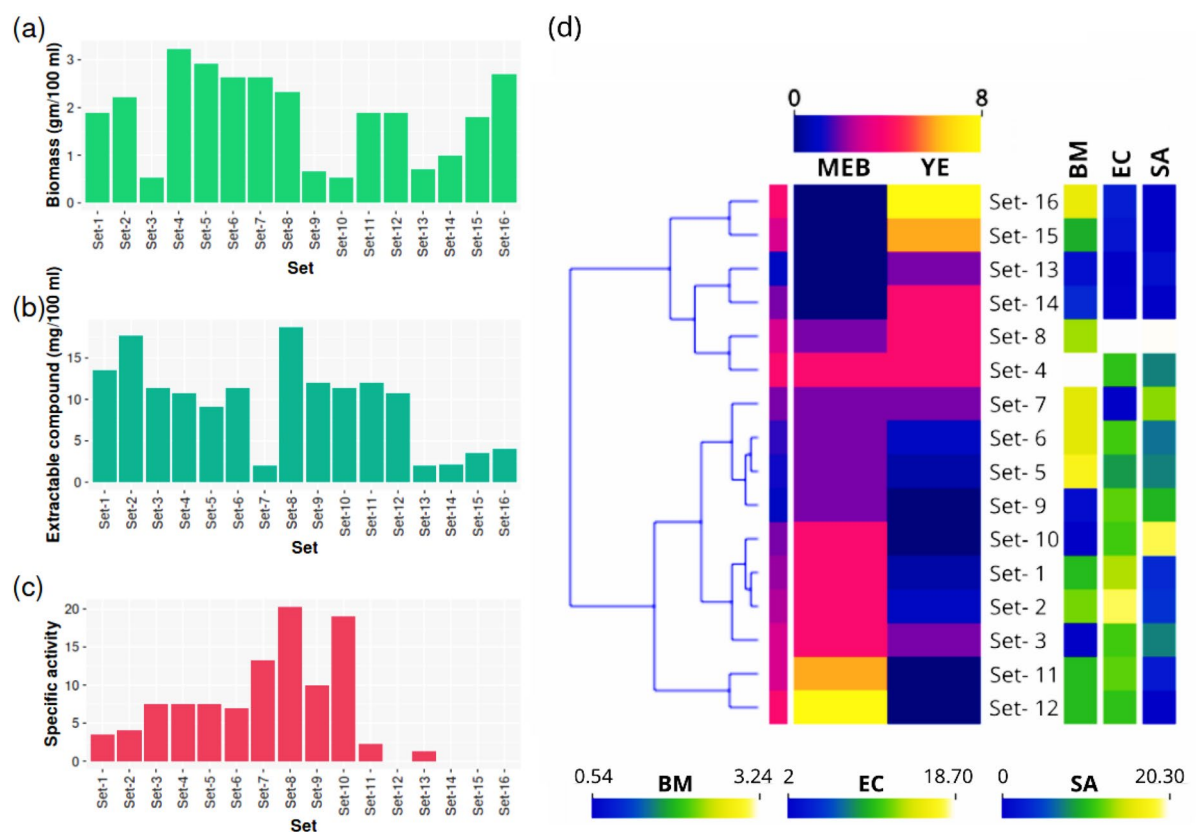 (a)
Biomass (gm/100 ml)
3
2
1
0
Set-1
Set-2
Set-3
Set-4
Set-5
Set-6
Set-7
Set-8
Set-9
Set-10
Set-11
Set-12
Set-13
Set-14
Set-15
Set-16
Set
(b)
Extractable compound (mg/100 ml)
15
10
5
0
Set-1
Set-2
Set-3
Set-4
Set-5
Set-6
Set-7
Set-8
Set-9
Set-10
Set-11
Set-12
Set-13
Set-14
Set-15
Set-16
Set
(c)
Specific activity
20
15
10
5
0
Set-1
Set-2
Set-3
Set-4
Set-5
Set-6
Set-7
Set-8
Set-9
Set-10
Set-11
Set-12
Set-13
Set-14
Set-15
Set-16
Set
(d)
0 8
MEB YE BM EC SA
Set- 16
Set- 15
Set- 13
Set- 14
Set- 8
Set- 4
Set- 7
Set- 6
Set- 5
Set- 9
Set- 10
Set- 1
Set- 2
Set- 3
Set- 11
Set- 12
0.54 BM 3.24
2 EC 18.70
0 SA 20.30